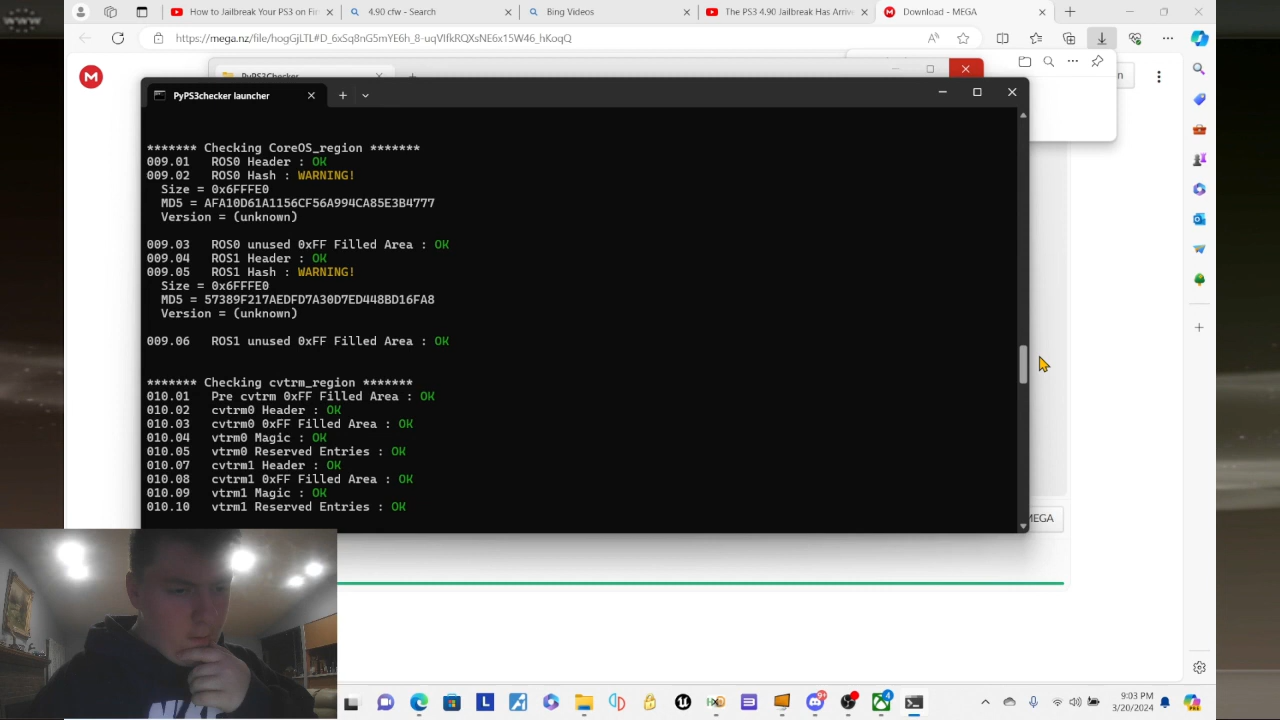 How to Jailbreak Your PS3 on Fir
4.90 cfw - Search
Bing Videos
The PS3 4.90 Jailbreak Has Arrive
Download - MEGA
https://mega.nz/file/hogGjLTL#D_6xSq8nG5mYE6h_8-uqVIfkRQXsNE6x15W46_hKoqQ
PyPS3Checker
PyPS3checker launcher
******* Checking CoreOS_region *******
009.01 ROS0 Header : OK
009.02 ROS0 Hash : WARNING!
Size = 0x6FFFE0
MD5 = AFA10D61A1156CF56A994CA85E3B4777
Version = (unknown)
009.03 ROS0 unused 0xFF Filled Area : OK
009.04 ROS1 Header : OK
009.05 ROS1 Hash : WARNING!
Size = 0x6FFFE0
MD5 = 57389F217AEDFD7A30D7ED448BD16FA8
Version = (unknown)
009.06 ROS1 unused 0xFF Filled Area : OK
******* Checking cvtrm_region *******
010.01 Pre cvtrm 0xFF Filled Area : OK
010.02 cvtrm0 Header : OK
010.03 cvtrm0 0xFF Filled Area : OK
010.04 vtrm0 Magic : OK
010.05 vtrm0 Reserved Entries : OK
010.07 cvtrm1 Header : OK
010.08 cvtrm1 0xFF Filled Area : OK
010.09 vtrm1 Magic : OK
010.10 vtrm1 Reserved Entries : OK
MEGA
9:03 PM
3/20/2024